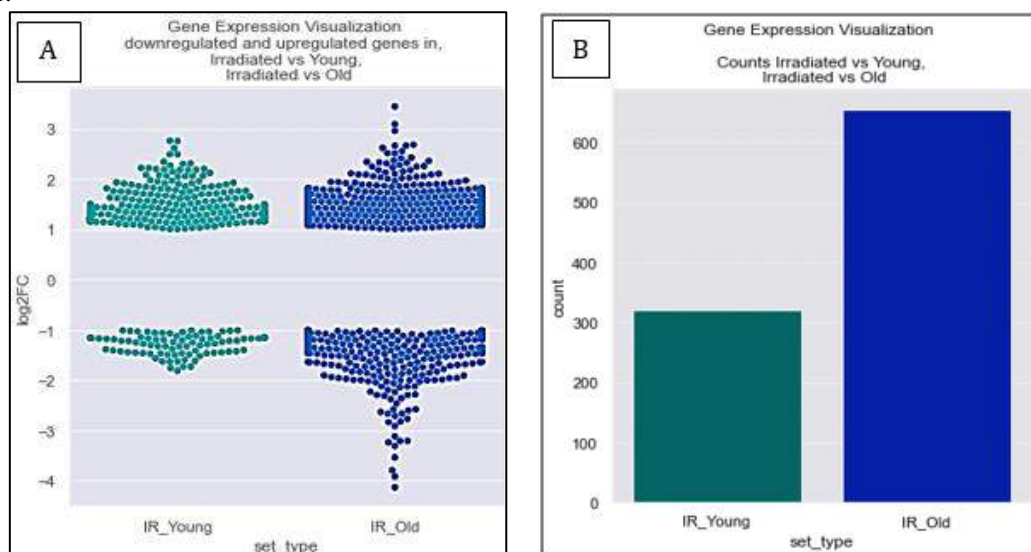 A
Gene Expression Visualization
downregulated and upregulated genes in,
Irradiated vs Young,
Irradiated vs Old
3
2
1
0
−1
−2
−3
−4
log2FC
IR_Young
IR_Old
set_type
B
Gene Expression Visualization
Counts Irradiated vs Young,
Irradiated vs Old
600
500
400
300
200
100
0
count
IR_Young
IR_Old
set_type